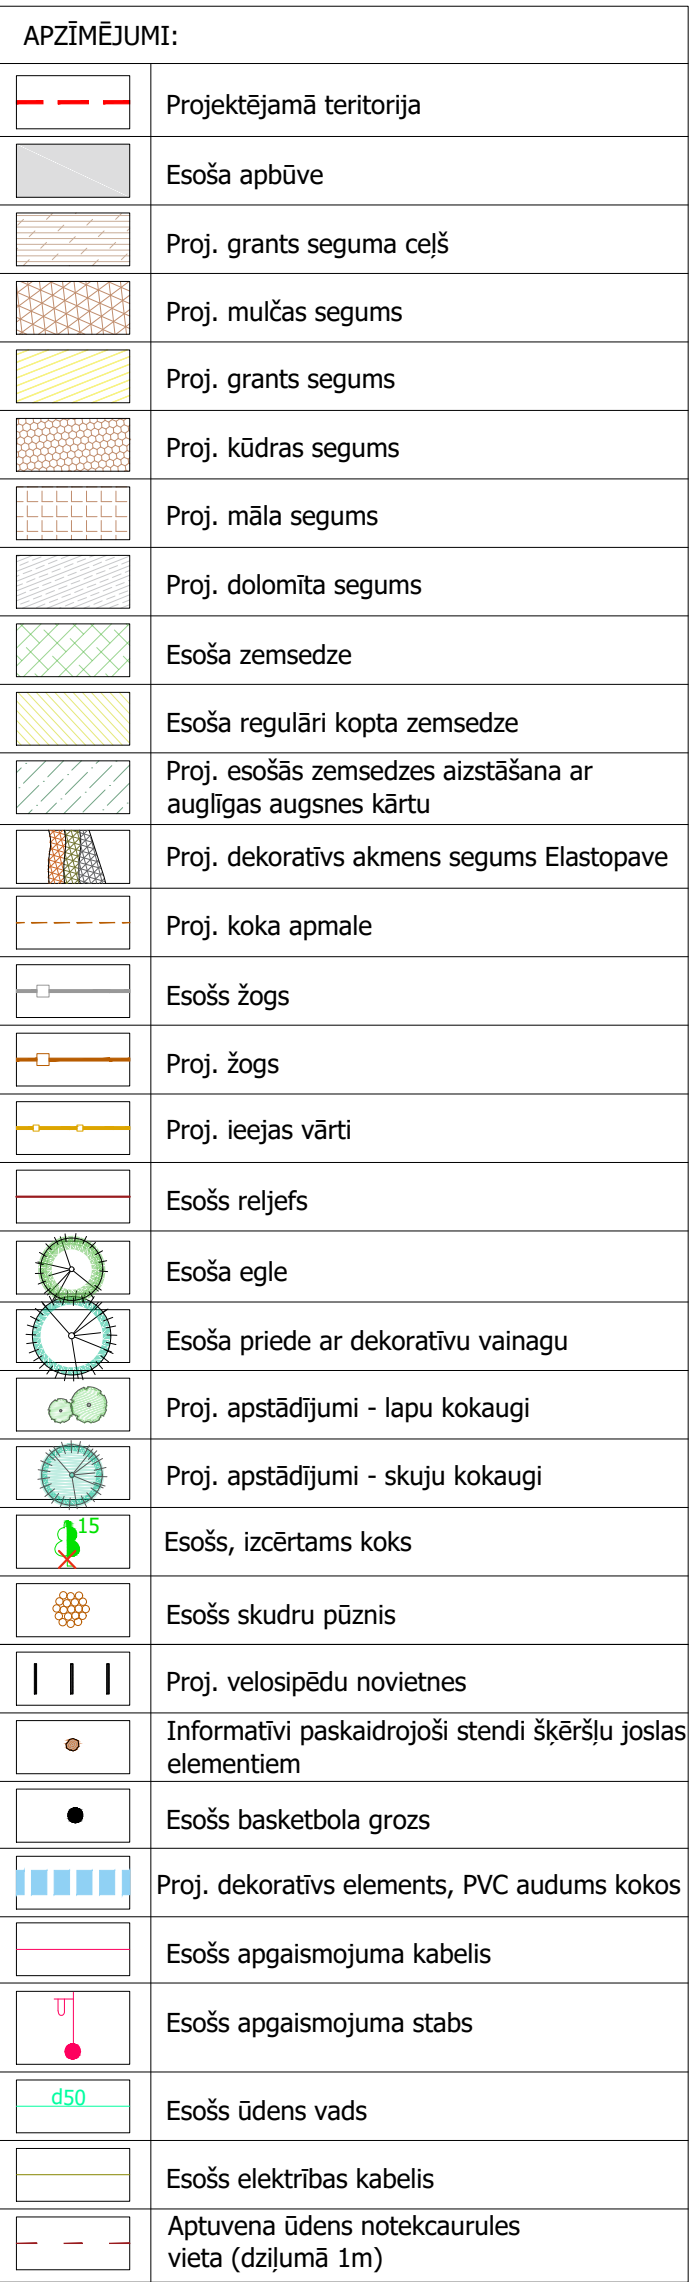 APZĪMĒJUMI:
Projektējamā teritorija
Esoša apbūve
Proj. grants seguma ceļš
Proj. mulčas segums
Proj. grants segums
Proj. kūdras segums
Proj. māla segums
Proj. dolomīta segums
Esoša zemsedze
Esoša regulāri kopta zemsedze
Proj. esošās zemsedzes aizstāšana ar
auglīgas augsnes kārtu
Proj. dekoratīvs akmens segums Elastopave
Proj. koka apmale
Esošs žogs
Proj. žogs
Proj. ieejas vārti
Esošs reljefs
Esoša egle
Esoša priede ar dekoratīvu vainagu
Proj. apstādījumi - lapu kokaugi
Proj. apstādījumi - skuju kokaugi
15
Esošs, izcērtams koks
Esošs skudru pūznis
Proj. velosipēdu novietnes
Informatīvi paskaidrojoši stendi šķēršļu joslas
elementiem
Esošs basketbola grozs
Proj. dekoratīvs elements, PVC audums kokos
Esošs apgaismojuma kabelis
Esošs apgaismojuma stabs
d50
Esošs ūdens vads
Esošs elektrības kabelis
Aptuvena ūdens notekcaurules
vieta (dziļumā 1m)